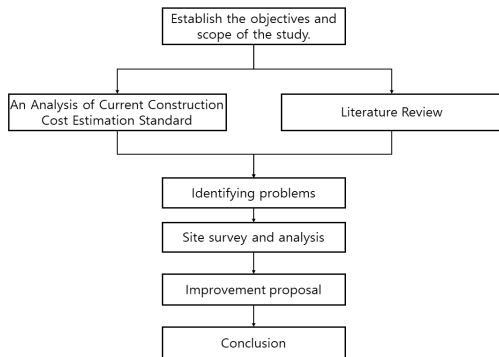 Establish the objectives and
scope of the study.
An Analysis of Current Construction
Cost Estimation Standard
Literature Review
Identifying problems
Site survey and analysis
Improvement proposal
Conclusion